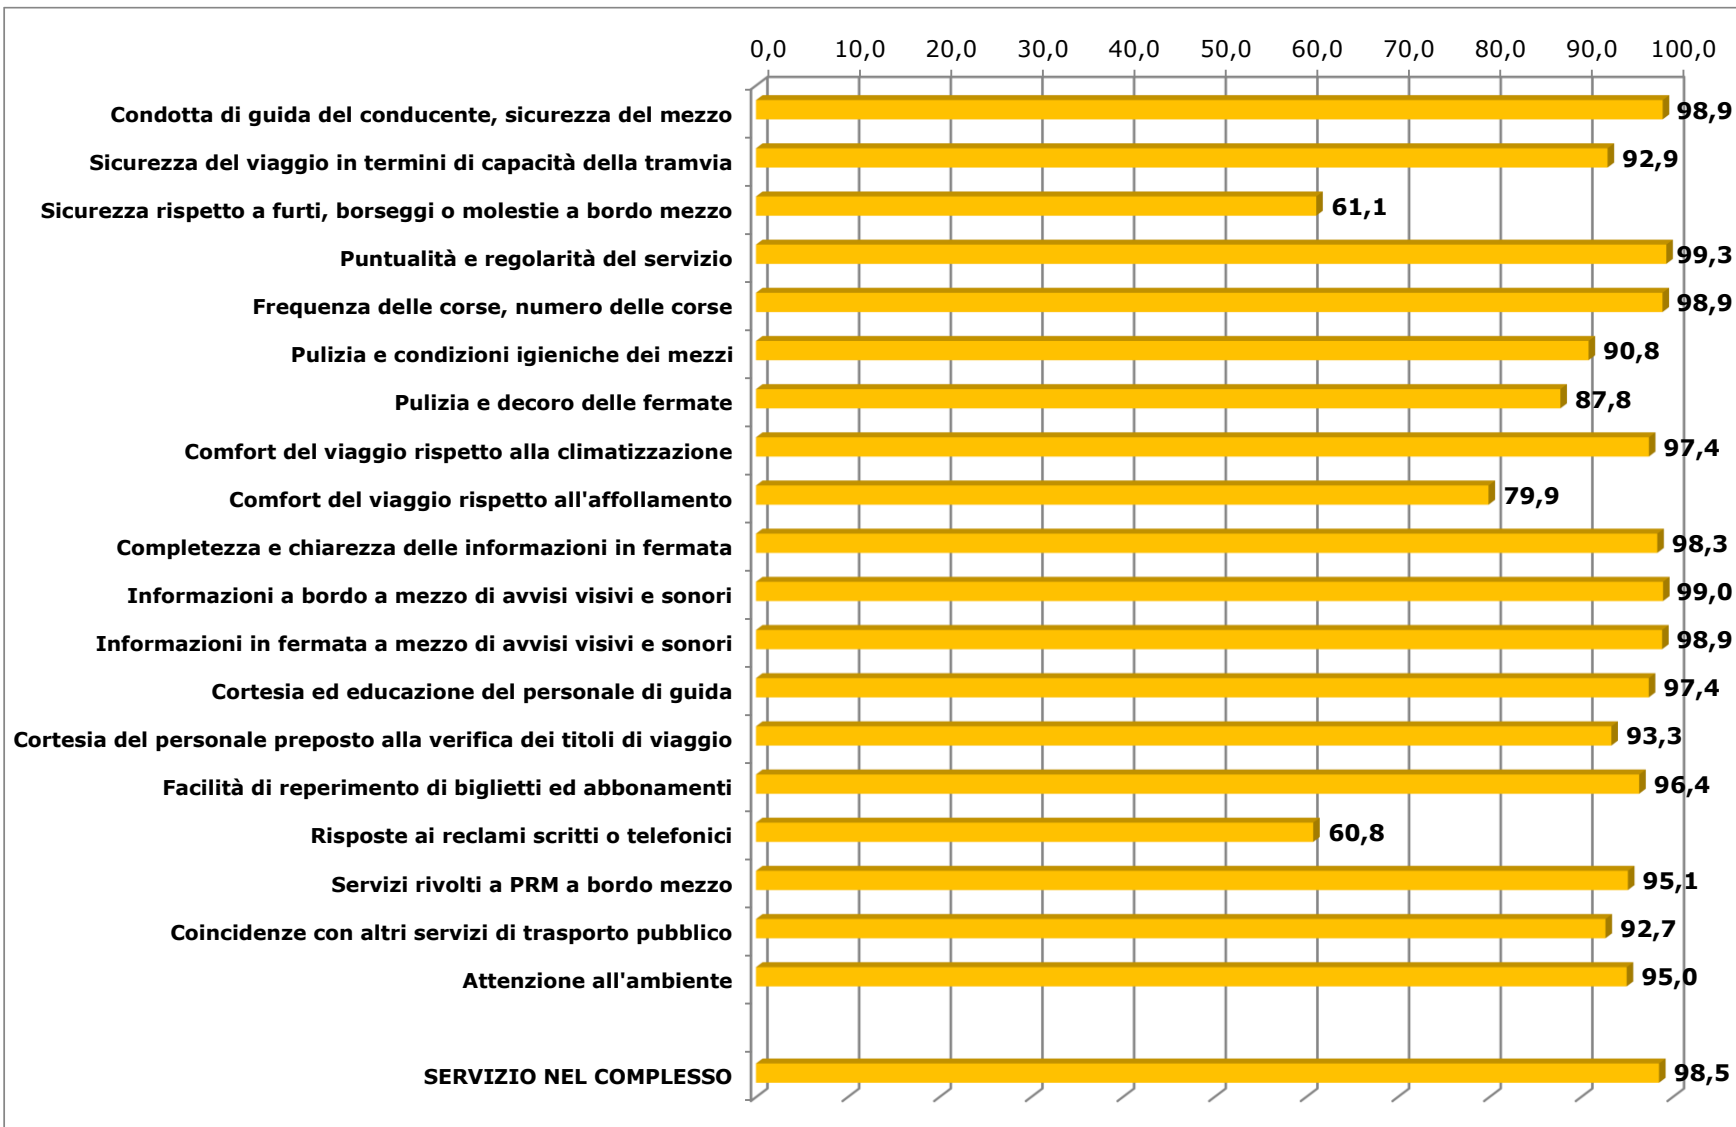 0,0 10,0 20,0 30,0 40,0 50,0 60,0 70,0 80,0 90,0 100,0
Condotta di guida del conducente, sicurezza del mezzo 98,9
Sicurezza del viaggio in termini di capacità della tramvia 92,9
Sicurezza rispetto a furti, borseggi o molestie a bordo mezzo 61,1
Puntualità e regolarità del servizio 99,3
Frequenza delle corse, numero delle corse 98,9
Pulizia e condizioni igieniche dei mezzi 90,8
Pulizia e decoro delle fermate 87,8
Comfort del viaggio rispetto alla climatizzazione 97,4
Comfort del viaggio rispetto all'affollamento 79,9
Completezza e chiarezza delle informazioni in fermata 98,3
Informazioni a bordo a mezzo di avvisi visivi e sonori 99,0
Informazioni in fermata a mezzo di avvisi visivi e sonori 98,9
Cortesia ed educazione del personale di guida 97,4
Cortesia del personale preposto alla verifica dei titoli di viaggio 93,3
Facilità di reperimento di biglietti ed abbonamenti 96,4
Risposte ai reclami scritti o telefonici 60,8
Servizi rivolti a PRM a bordo mezzo 95,1
Coincidenze con altri servizi di trasporto pubblico 92,7
Attenzione all'ambiente 95,0
SERVIZIO NEL COMPLESSO 98,5